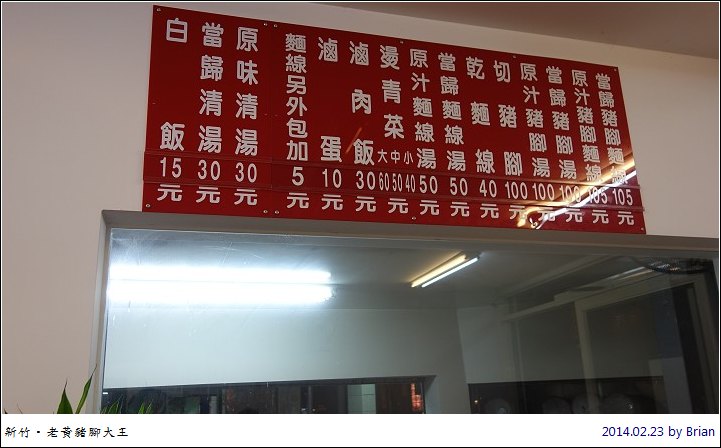 當歸豬腳麵線105元
原汁豬腳麵線105元
當歸豬腳湯100元
原汁豬腳湯100元
切豬腳100元
乾麵線40元
當歸麵線湯50元
原汁麵線湯50元
燙青菜大中小60 50 40元
滷肉飯30元
滷蛋10元
麵線另外包加5元
原味清湯30元
當歸清湯30元
白飯15元
新竹‧老黃豬腳大王
2014.02.23 by Brian